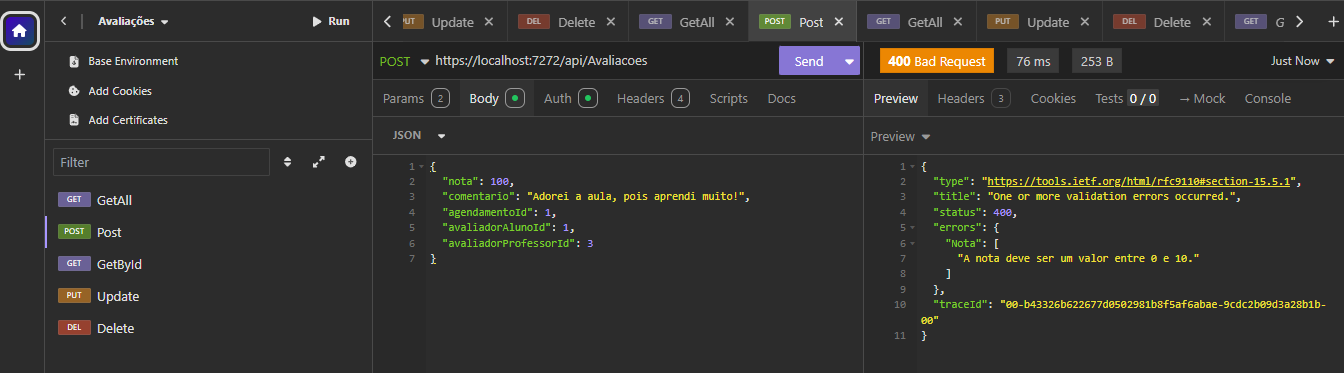 Avaliações
Run
PUT Update
DEL Delete
GET GetAll
POST Post
GET GetAll
PUT Update
DEL Delete
GET G
Base Environment
Add Cookies
Add Certificates
Filter
GET GetAll
POST Post
GET GetById
PUT Update
DEL Delete
POST https://localhost:7272/api/Avaliacoes Send
Params 2 Body Auth Headers 4 Scripts Docs
JSON
1 {
2 "nota": 100,
3 "comentario": "Adorei a aula, pois aprendi muito!",
4 "agendamentoId": 1,
5 "avaliadorAlunoId": 1,
6 "avaliadorProfessorId": 3
7 }
400 Bad Request 76 ms 253 B Just Now
Preview Headers 3 Cookies Tests 0 / 0 → Mock Console
Preview
1 {
2 "type": "https://tools.ietf.org/html/rfc9110#section-15.5.1",
3 "title": "One or more validation errors occurred.",
4 "status": 400,
5 "errors": {
6 "Nota": [
7 "A nota deve ser um valor entre 0 e 10."
8 ]
9 },
10 "traceId": "00-b43326b622677d0502981b8f5af6abae-9cdc2b09d3a28b1b-
00"
11 }